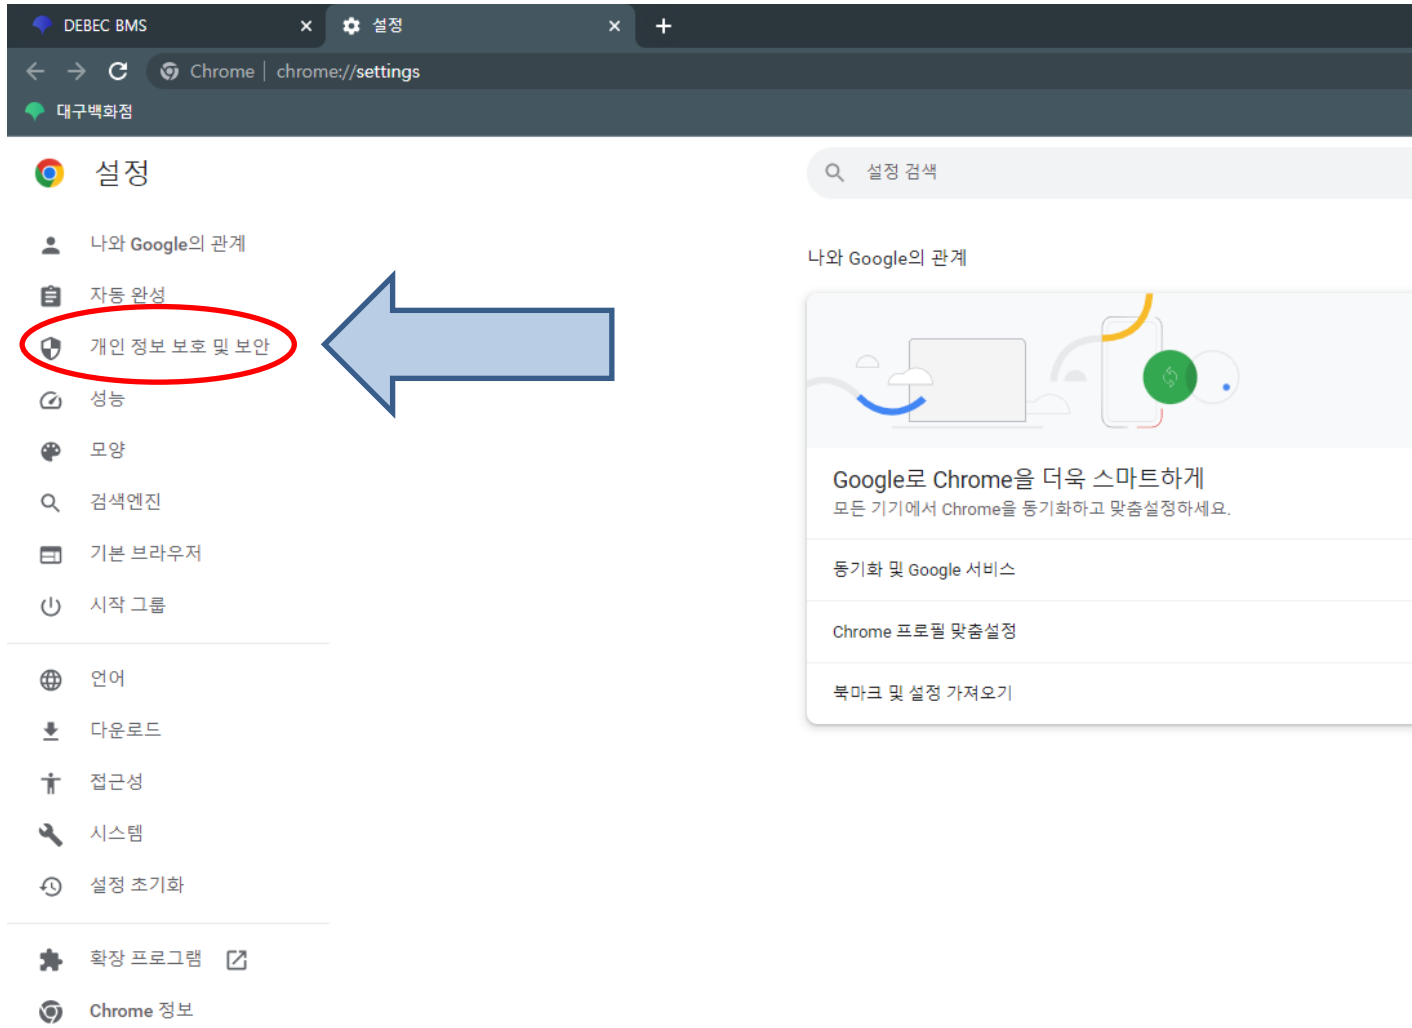 DEBEC BMS
설정
Chrome | chrome://settings
대구백화점
설정
설정 검색
나와 Google의 관계
자동 완성
개인 정보 보호 및 보안
성능
모양
검색엔진
기본 브라우저
시작 그룹
언어
다운로드
접근성
시스템
설정 초기화
확장 프로그램
Chrome 정보
나와 Google의 관계
Google로 Chrome을 더욱 스마트하게
모든 기기에서 Chrome을 동기화하고 맞춤설정하세요.
동기화 및 Google 서비스
Chrome 프로필 맞춤설정
북마크 및 설정 가져오기